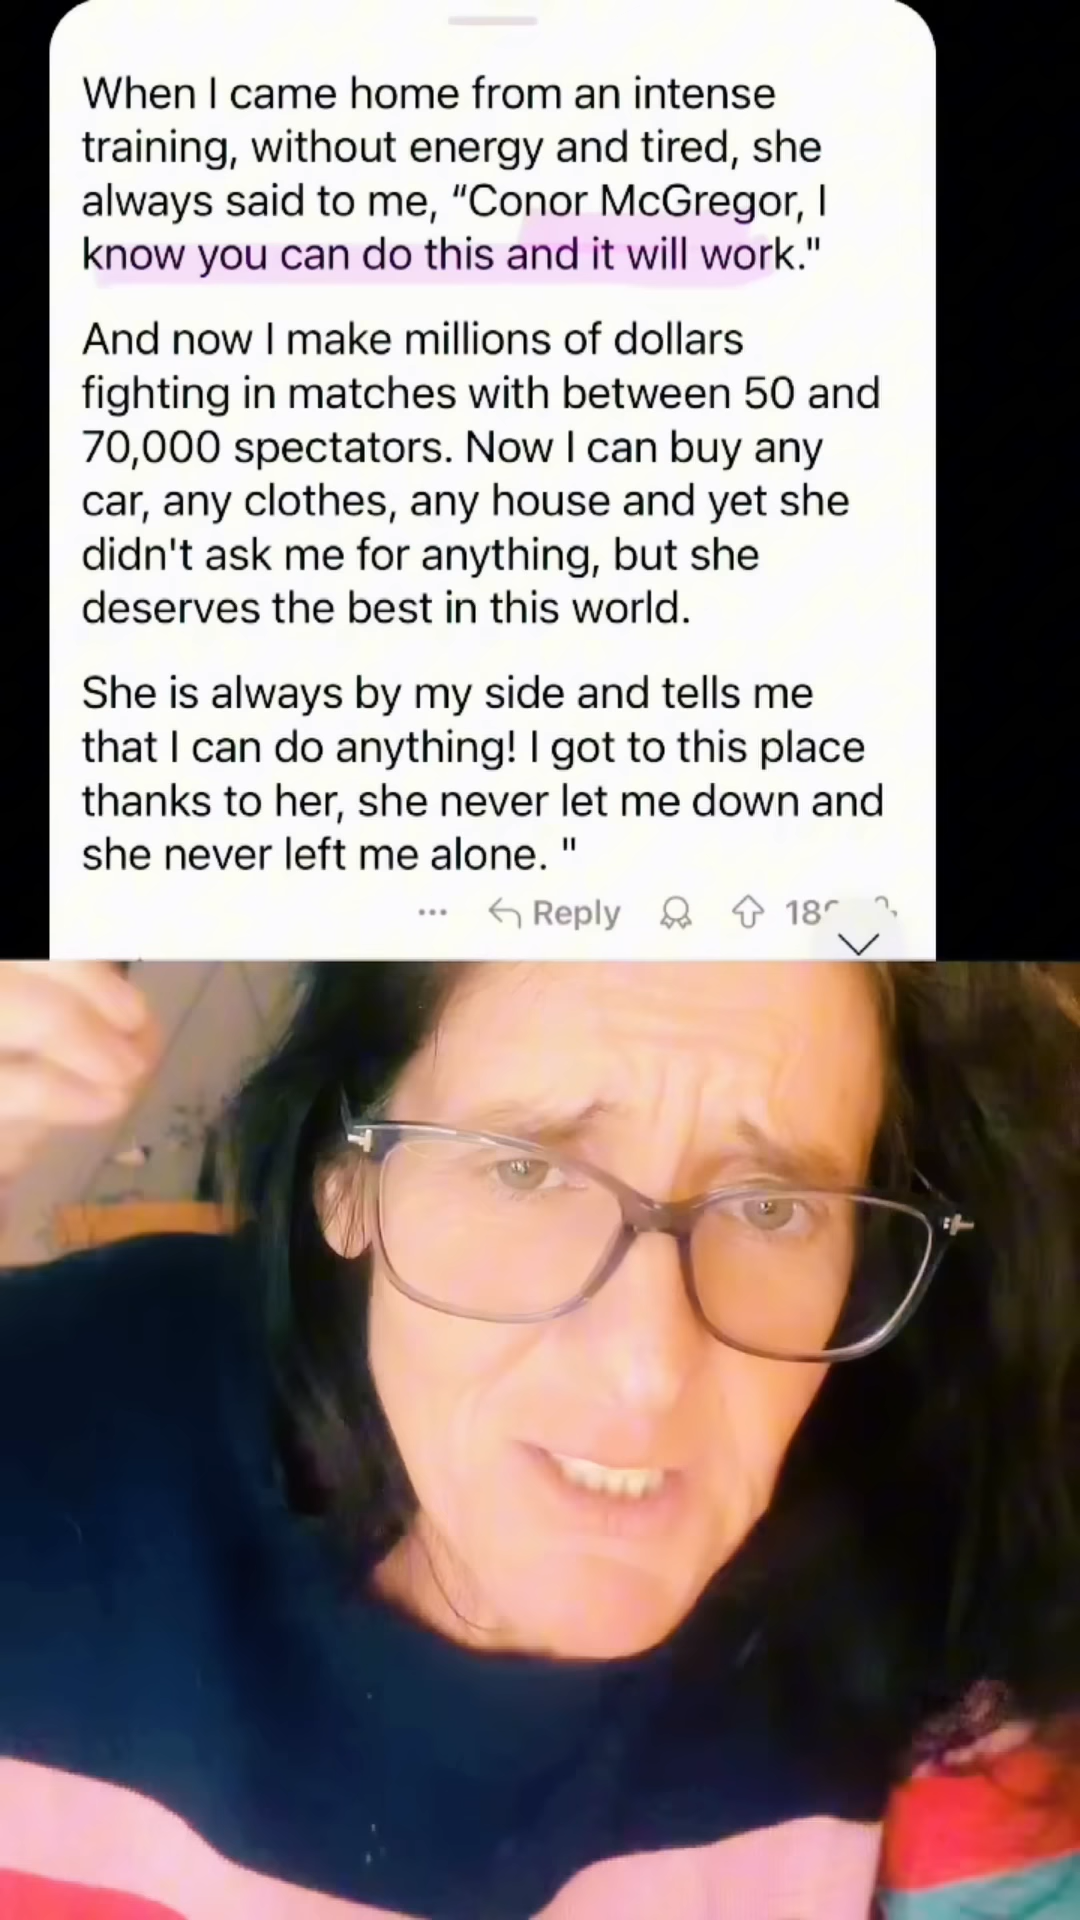 When I came home from an intense
training, without energy and tired, she
always said to me, “Conor McGregor, I
know you can do this and it will work."
And now I make millions of dollars
fighting in matches with between 50 and
70,000 spectators. Now I can buy any
car, any clothes, any house and yet she
didn't ask me for anything, but she
deserves the best in this world.
She is always by my side and tells me
that I can do anything! I got to this place
thanks to her, she never let me down and
she never left me alone. "
... Reply